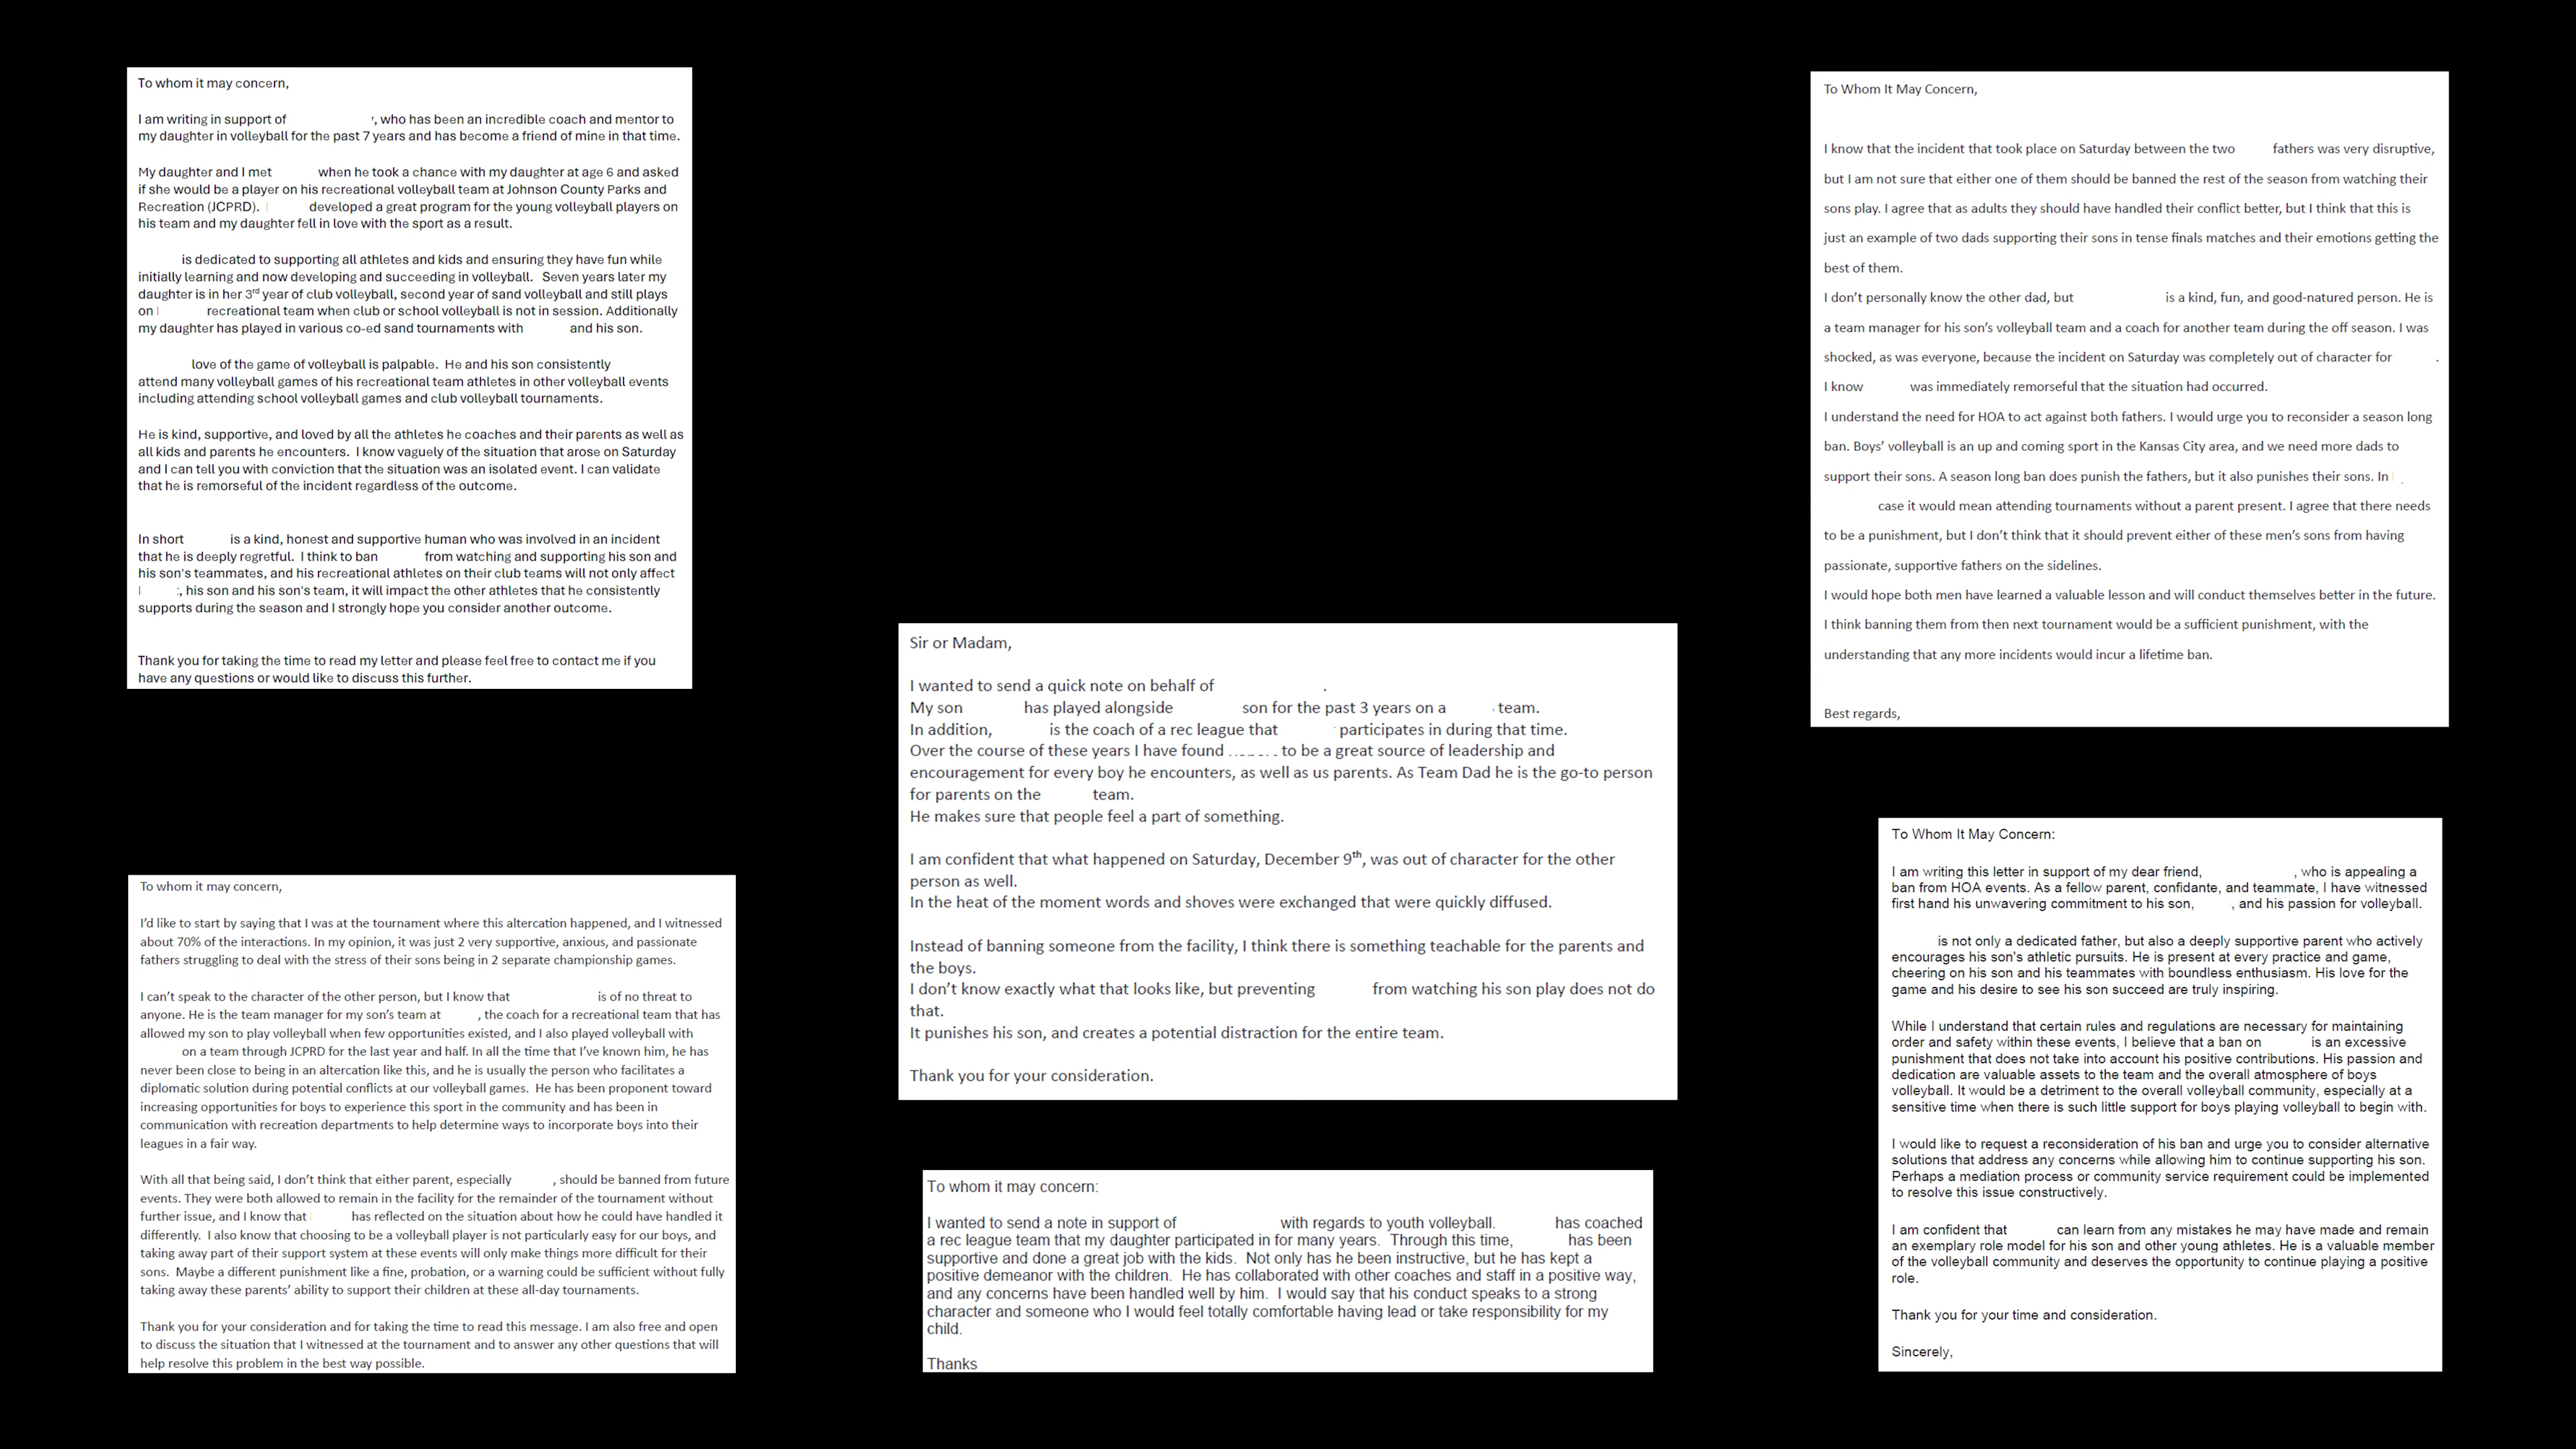 To whom it may concern,
I am writing in support of , who has been an incredible coach and mentor to
my daughter in volleyball for the past 7 years and has become a friend of mine in that time.
My daughter and I met when he took a chance with my daughter at age 6 and asked
if she would be a player on his recreational volleyball team at Johnson County Parks and
Recreation (JCPRD). developed a great program for the young volleyball players on
his team and my daughter fell in love with the sport as a result.
is dedicated to supporting all athletes and kids and ensuring they have fun while
initially learning and now developing and succeeding in volleyball. Seven years later my
daughter is in her 3rd year of club volleyball, second year of sand volleyball and still plays
on recreational team when club or school volleyball is not in session. Additionally
my daughter has played in various co-ed sand tournaments with and his son.
love of the game of volleyball is palpable. He and his son consistently
attend many volleyball games of his recreational team athletes in other volleyball events
including attending school volleyball games and club volleyball tournaments.
He is kind, supportive, and loved by all the athletes he coaches and their parents as well as
all kids and parents he encounters. I know vaguely of the situation that arose on Saturday
and I can tell you with conviction that the situation was an isolated event. I can validate
that he is remorseful of the incident regardless of the outcome.
In short is a kind, honest and supportive human who was involved in an incident
that he is deeply regretful. I think to ban from watching and supporting his son and
his son's teammates, and his recreational athletes on their club teams will not only affect
, his son and his son's team, it will impact the other athletes that he consistently
supports during the season and I strongly hope you consider another outcome.
Thank you for taking the time to read my letter and please feel free to contact me if you
have any questions or would like to discuss this further.
To whom it may concern,
I'd like to start by saying that I was at the tournament where this altercation happened, and I witnessed
about 70% of the interactions. In my opinion, it was just 2 very supportive, anxious, and passionate
fathers struggling to deal with the stress of their sons being in 2 separate championship games.
I can't speak to the character of the other person, but I know that is of no threat to
anyone. He is the team manager for my son's team at , the coach for a recreational team that has
allowed my son to play volleyball when few opportunities existed, and I also played volleyball with
on a team through JCPRD for the last year and half. In all the time that I've known him, he has
never been close to being in an altercation like this, and he is usually the person who facilitates a
diplomatic solution during potential conflicts at our volleyball games. He has been proponent toward
increasing opportunities for boys to experience this sport in the community and has been in
communication with recreation departments to help determine ways to incorporate boys into their
leagues in a fair way.
With all that being said, I don't think that either parent, especially , should be banned from future
events. They were both allowed to remain in the facility for the remainder of the tournament without
further issue, and I know that has reflected on the situation about how he could have handled it
differently. I also know that choosing to be a volleyball player is not particularly easy for our boys, and
taking away part of their support system at these events will only make things more difficult for their
sons. Maybe a different punishment like a fine, probation, or a warning could be sufficient without fully
taking away these parents' ability to support their children at these all-day tournaments.
Thank you for your consideration and for taking the time to read this message. I am also free and open
to discuss the situation that I witnessed at the tournament and to answer any other questions that will
help resolve this problem in the best way possible.
Sir or Madam,
I wanted to send a quick note on behalf of .
My son has played alongside son for the past 3 years on a team.
In addition, is the coach of a rec league that participates in during that time.
Over the course of these years I have found to be a great source of leadership and
encouragement for every boy he encounters, as well as us parents. As Team Dad he is the go-to person
for parents on the team.
He makes sure that people feel a part of something.
I am confident that what happened on Saturday, December 9th, was out of character for the other
person as well.
In the heat of the moment words and shoves were exchanged that were quickly diffused.
Instead of banning someone from the facility, I think there is something teachable for the parents and
the boys.
I don't know exactly what that looks like, but preventing from watching his son play does not do
that.
It punishes his son, and creates a potential distraction for the entire team.
Thank you for your consideration.
To whom it may concern:
I wanted to send a note in support of with regards to youth volleyball. has coached
a rec league team that my daughter participated in for many years. Through this time, has been
supportive and done a great job with the kids. Not only has he been instructive, but he has kept a
positive demeanor with the children. He has collaborated with other coaches and staff in a positive way,
and any concerns have been handled well by him. I would say that his conduct speaks to a strong
character and someone who I would feel totally comfortable having lead or take responsibility for my
child.
Thanks
To Whom It May Concern,
I know that the incident that took place on Saturday between the two fathers was very disruptive,
but I am not sure that either one of them should be banned the rest of the season from watching their
sons play. I agree that as adults they should have handled their conflict better, but I think that this is
just an example of two dads supporting their sons in tense finals matches and their emotions getting the
best of them.
I don't personally know the other dad, but is a kind, fun, and good-natured person. He is
a team manager for his son's volleyball team and a coach for another team during the off season. I was
shocked, as was everyone, because the incident on Saturday was completely out of character for .
I know was immediately remorseful that the situation had occurred.
I understand the need for HOA to act against both fathers. I would urge you to reconsider a season long
ban. Boys' volleyball is an up and coming sport in the Kansas City area, and we need more dads to
support their sons. A season long ban does punish the fathers, but it also punishes their sons. In
case it would mean attending tournaments without a parent present. I agree that there needs
to be a punishment, but I don't think that it should prevent either of these men's sons from having
passionate, supportive fathers on the sidelines.
I would hope both men have learned a valuable lesson and will conduct themselves better in the future.
I think banning them from then next tournament would be a sufficient punishment, with the
understanding that any more incidents would incur a lifetime ban.
Best regards,
To Whom It May Concern:
I am writing this letter in support of my dear friend, , who is appealing a
ban from HOA events. As a fellow parent, confidante, and teammate, I have witnessed
first hand his unwavering commitment to his son, , and his passion for volleyball.
is not only a dedicated father, but also a deeply supportive parent who actively
encourages his son's athletic pursuits. He is present at every practice and game,
cheering on his son and his teammates with boundless enthusiasm. His love for the
game and his desire to see his son succeed are truly inspiring.
While I understand that certain rules and regulations are necessary for maintaining
order and safety within these events, I believe that a ban on is an excessive
punishment that does not take into account his positive contributions. His passion and
dedication are valuable assets to the team and the overall atmosphere of boys
volleyball. It would be a detriment to the overall volleyball community, especially at a
sensitive time when there is such little support for boys playing volleyball to begin with.
I would like to request a reconsideration of his ban and urge you to consider alternative
solutions that address any concerns while allowing him to continue supporting his son.
Perhaps a mediation process or community service requirement could be implemented
to resolve this issue constructively.
I am confident that can learn from any mistakes he may have made and remain
an exemplary role model for his son and other young athletes. He is a valuable member
of the volleyball community and deserves the opportunity to continue playing a positive
role.
Thank you for your time and consideration.
Sincerely,